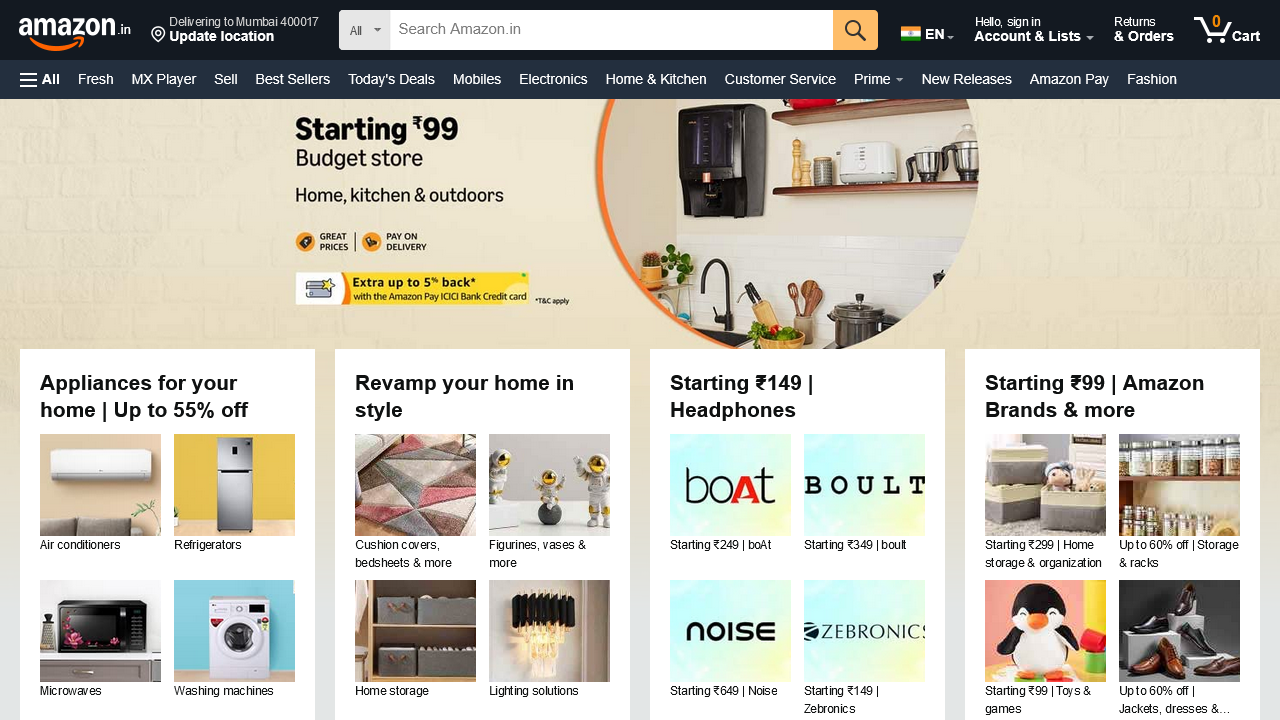 amazon.in
Delivering to Mumbai 400017
Update location
All
Search Amazon.in
EN
Hello, sign in
Account & Lists
Returns
& Orders
0
Cart
All
Fresh
MX Player
Sell
Best Sellers
Today's Deals
Mobiles
Electronics
Home & Kitchen
Customer Service
Prime
New Releases
Amazon Pay
Fashion
Starting ₹99
Budget store
Home, kitchen & outdoors
GREAT
PRICES
PAY ON
DELIVERY
Extra up to 5% back*
with the Amazon Pay ICICI Bank Credit card
*T&C apply
Appliances for your
home | Up to 55% off
Air conditioners
Refrigerators
Microwaves
Washing machines
Revamp your home in
style
Cushion covers,
bedsheets & more
Figurines, vases &
more
Home storage
Lighting solutions
Starting ₹149 |
Headphones
boAt
Starting ₹249 | boAt
BOULT
Starting ₹349 | boult
noise
Starting ₹649 | Noise
ZEBRONICS
Starting ₹149 |
Zebronics
Starting ₹99 | Amazon
Brands & more
Starting ₹299 | Home
storage & organization
Up to 60% off | Storage
& racks
Starting ₹99 | Toys &
games
Up to 60% off |
Jackets, dresses &...